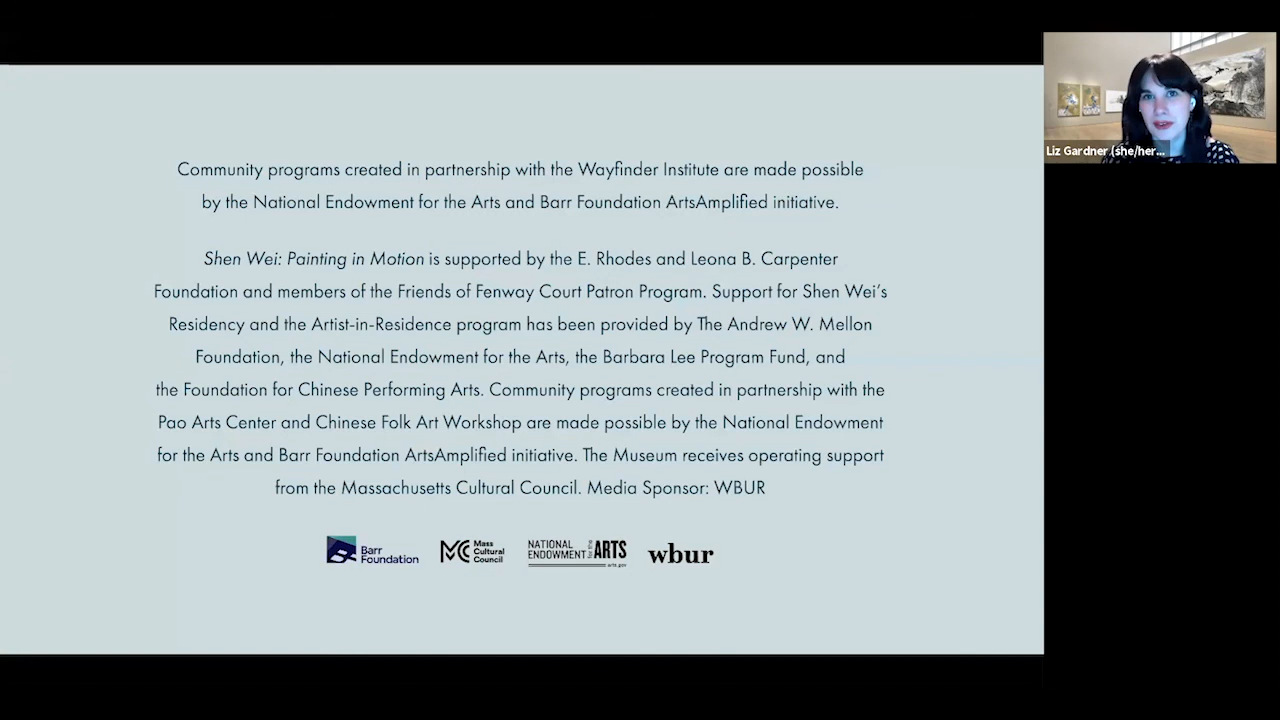 Community programs created in partnership with the Wayfinder Institute are made possible
by the National Endowment for the Arts and Barr Foundation ArtsAmplified initiative.
Shen Wei: Painting in Motion is supported by the E. Rhodes and Leona B. Carpenter
Foundation and members of the Friends of Fenway Court Patron Program. Support for Shen Wei's
Residency and the Artist-in-Residence program has been provided by The Andrew W. Mellon
Foundation, the National Endowment for the Arts, the Barbara Lee Program Fund, and
the Foundation for Chinese Performing Arts. Community programs created in partnership with the
Pao Arts Center and Chinese Folk Art Workshop are made possible by the National Endowment
for the Arts and Barr Foundation ArtsAmplified initiative. The Museum receives operating support
from the Massachusetts Cultural Council. Media Sponsor: WBUR
Barr
Foundation
MCC
Mass
Cultural
Council
NATIONAL
ENDOWMENT
for the
ARTS
arts.gov
wbur
Liz Gardner (she/her...